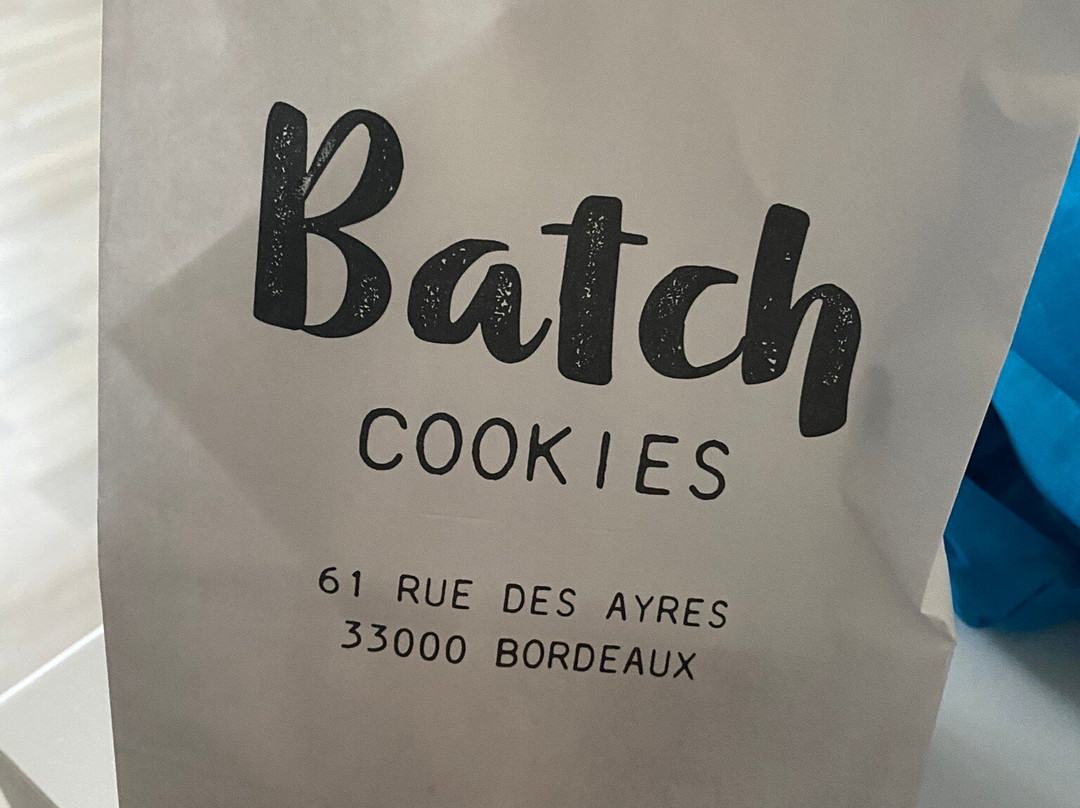 Batch
COOKIES
61 RUE DES AYRES
33000 BORDEAUX